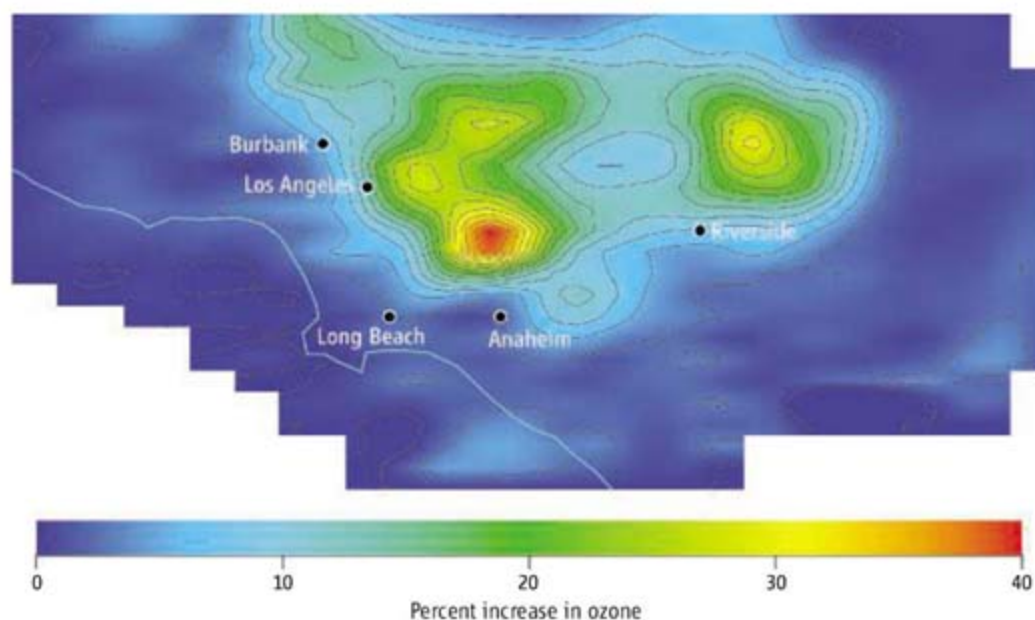 Burbank
Los Angeles
Riverside
Long Beach
Anaheim
0 10 20 30 40
Percent increase in ozone